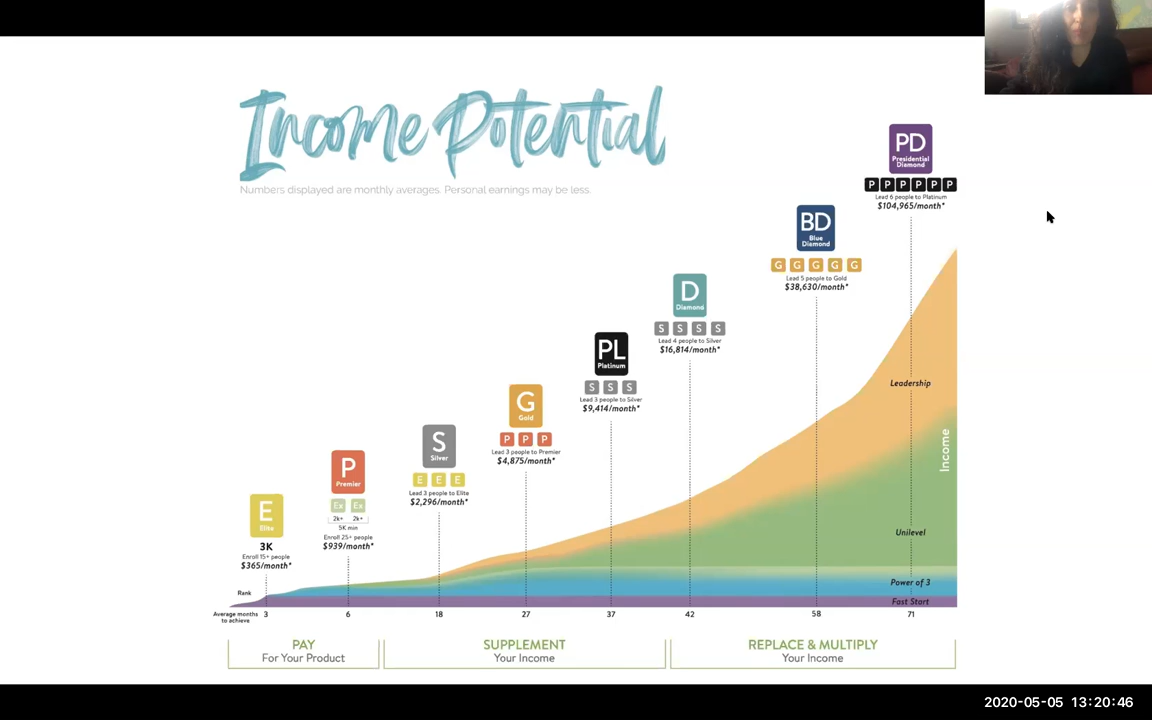 Income Potential
Numbers displayed are monthly averages. Personal earnings may be less.
PD
Presidential
Diamond
P P P P P P
Lead 6 people to Platinum
$104,965/month*
BD
Blue
Diamond
G G G G G
Lead 5 people to Gold
$38,630/month*
D
Diamond
S S S S
Lead 4 people to Silver
$16,814/month*
PL
Platinum
S S S
Lead 3 people to Silver
$9,414/month*
G
Gold
P P P
Lead 3 people to Premier
$4,875/month*
S
Silver
E E E
Lead 3 people to Elite
$2,296/month*
P
Premier
Ex Ex
2k+ 2k+
5K min
Enroll 25+ people
$939/month*
E
Elite
3K
Enroll 15+ people
$365/month*
Leadership
Income
Unilevel
Power of 3
Fast Start
Rank
Average months
to achieve
3 6 18 27 37 42 58 71
PAY
For Your Product
SUPPLEMENT
Your Income
REPLACE & MULTIPLY
Your Income
2020-05-05 13:20:46